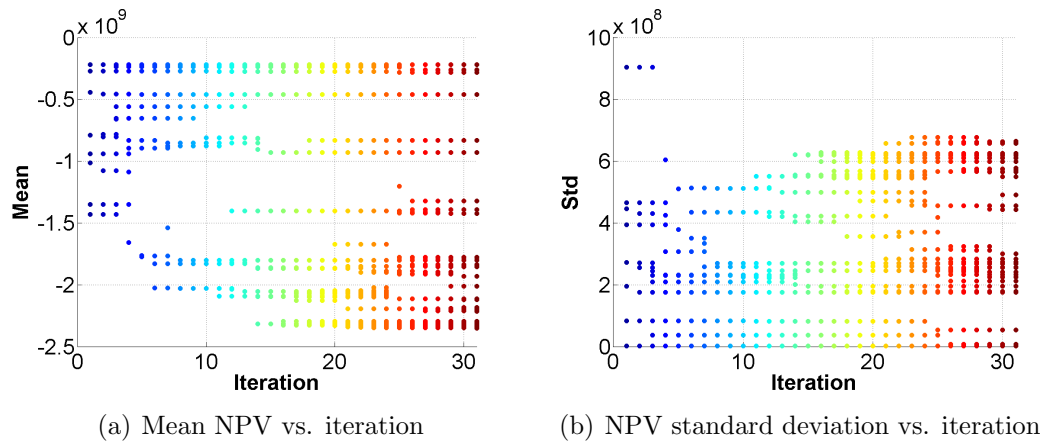 x 10^9
0
-0.5
-1
-1.5
-2
-2.5
Mean
0 10 20 30
Iteration
(a) Mean NPV vs. iteration
10 x 10^8
8
6
4
2
0
Std
0 10 20 30
Iteration
(b) NPV standard deviation vs. iteration